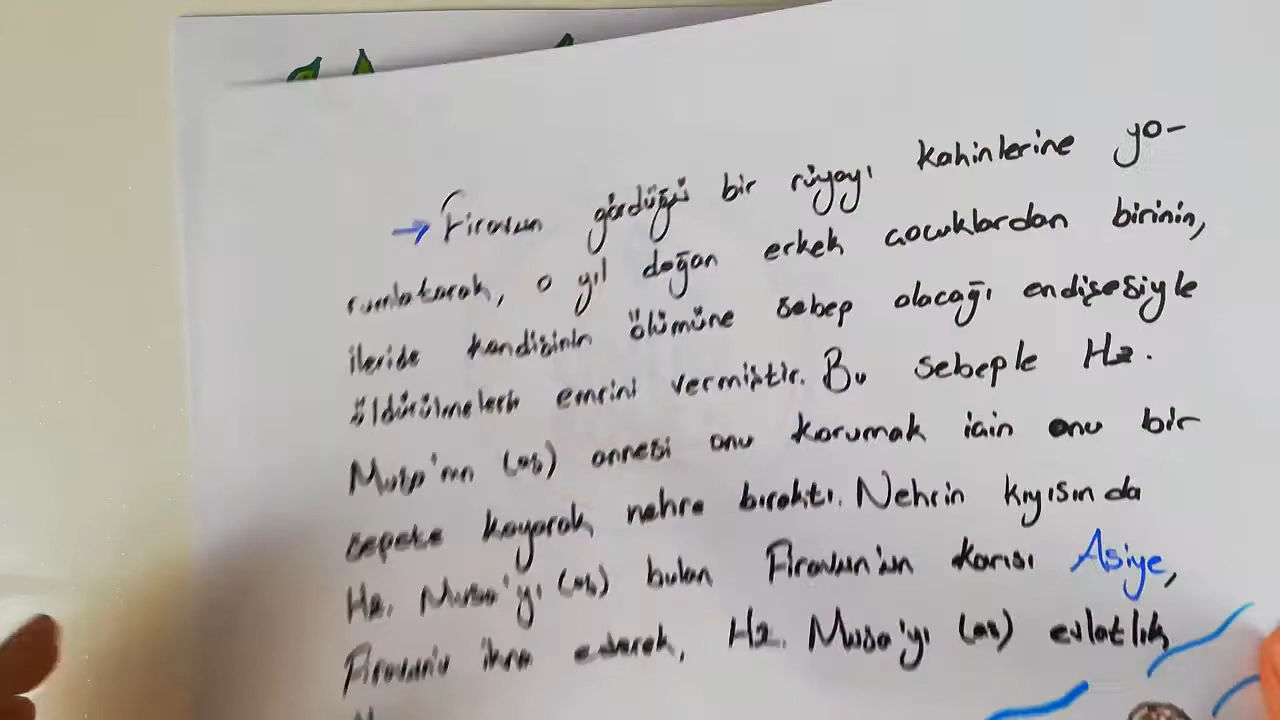 → Firavun gördüğü bir rüyayı kahinlerine yo-
rumlatarak, o yıl doğan erkek çocuklardan birinin,
ileride kendisinin ölümüne sebep olacağı endişesiyle
öldürülmeleri emrini vermiştir. Bu sebeple Hz.
Musa'nın (as) annesi onu korumak için onu bir
sepete koyarak nehre bıraktı. Nehrin kıyısında
Hz. Musa'yı (as) bulan Firavun'un karısı Asiye,
Firavun'u ikna ederek, Hz. Musa'yı (as) evlatlık